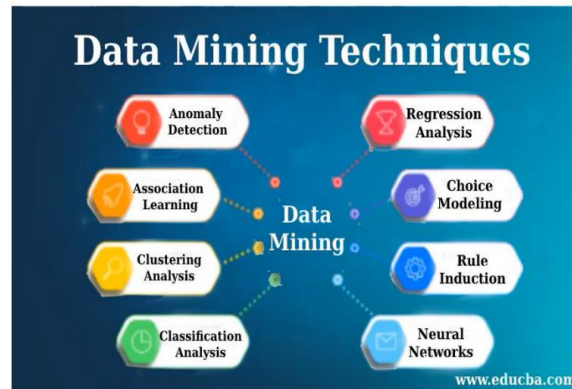 Data Mining Techniques
Anomaly
Detection
Association
Learning
Clustering
Analysis
Classification
Analysis
Data
Mining
Regression
Analysis
Choice
Modeling
Rule
Induction
Neural
Networks
www.educba.com